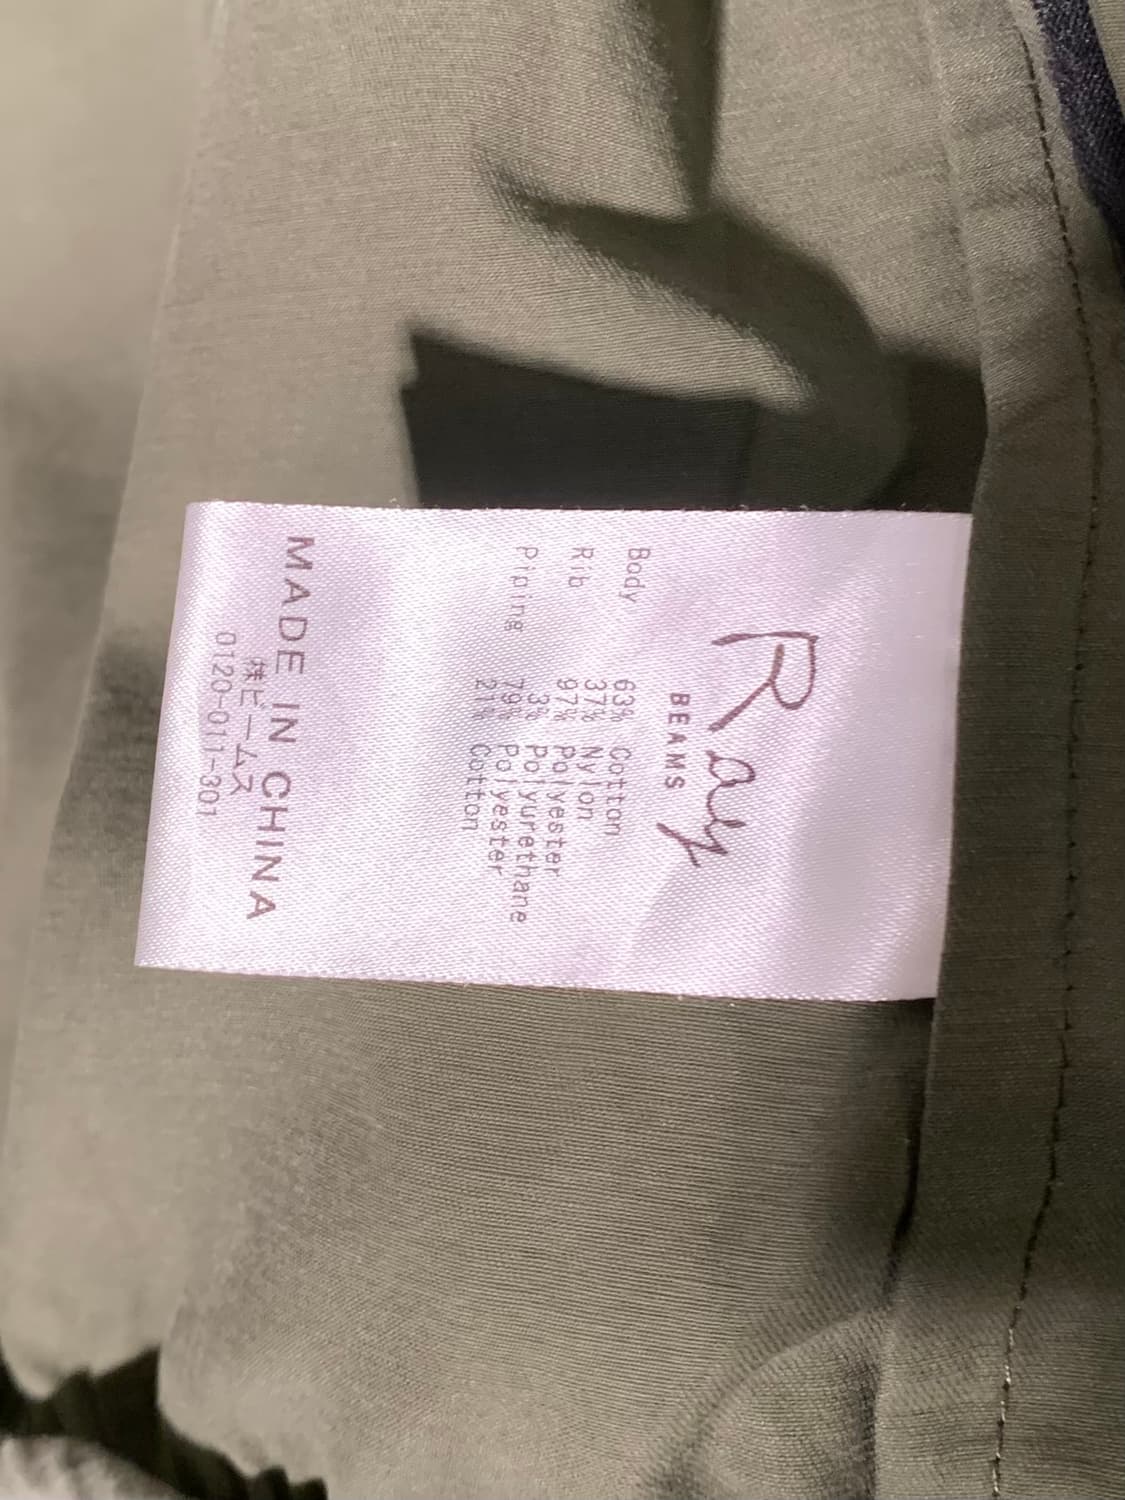 Ray
BEAMS
Body 63% Cotton
37% Nylon
Rib 97% Polyester
3% Polyurethane
Piping 79% Polyester
21% Cotton
MADE IN CHINA
㈱ビームス
0120-011-301